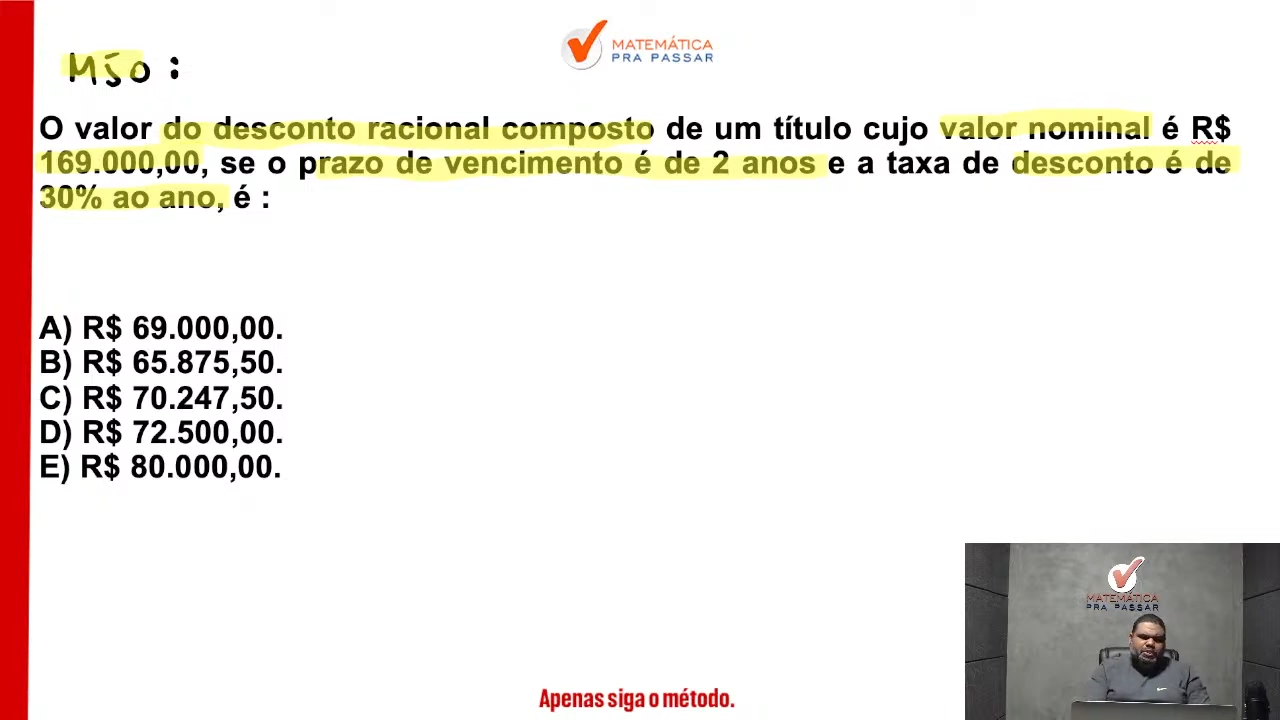 MATEMÁTICA
PRA PASSAR
MJO :
O valor do desconto racional composto de um título cujo valor nominal é R$
169.000,00, se o prazo de vencimento é de 2 anos e a taxa de desconto é de
30% ao ano, é :
A) R$ 69.000,00.
B) R$ 65.875,50.
C) R$ 70.247,50.
D) R$ 72.500,00.
E) R$ 80.000,00.
MATEMÁTICA
PRA PASSAR
Apenas siga o método.